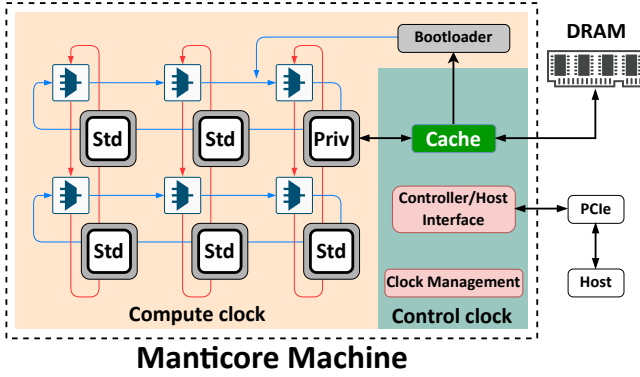 Bootloader
DRAM
Std
Std
Priv
Cache
Controller/Host
Interface
PCIe
Std
Std
Std
Clock Management
Host
Compute clock
Control clock
Manticore Machine